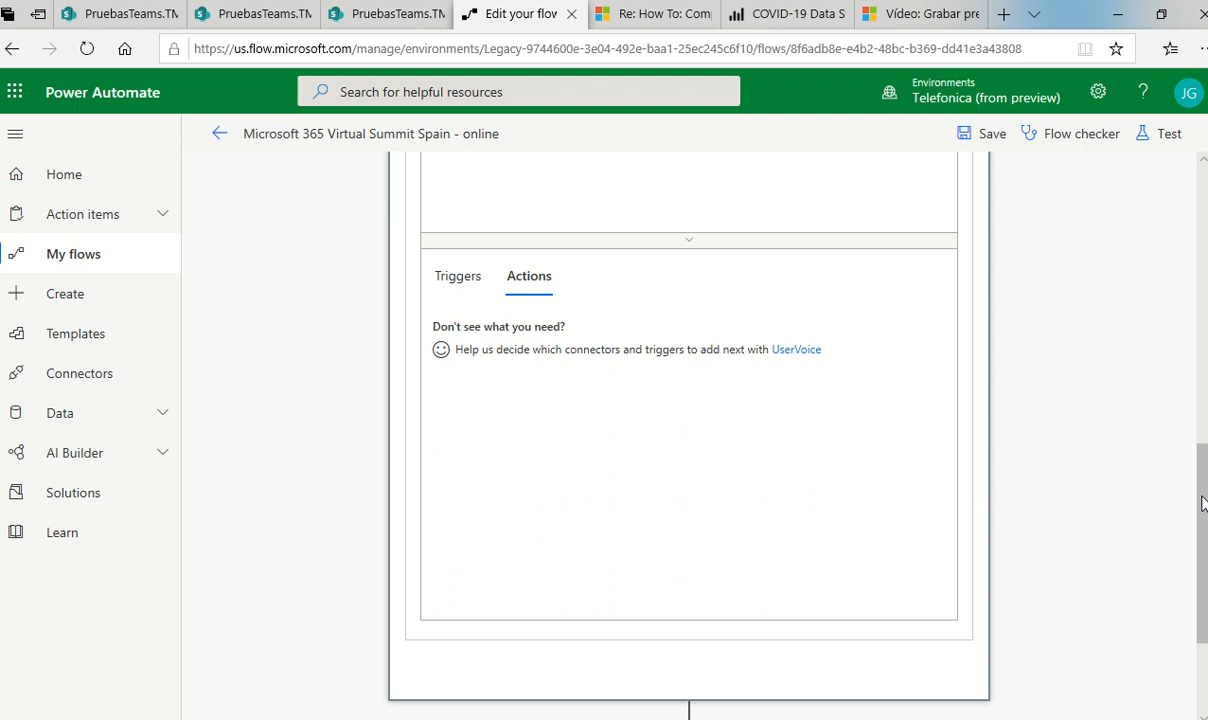 PruebasTeams.TM
PruebasTeams.TM
PruebasTeams.TM
Edit your flow
Re: How To: Com
COVID-19 Data S
Vídeo: Grabar pre
https://us.flow.microsoft.com/manage/environments/Legacy-9744600e-3e04-492e-baa1-25ec245c6f10/flows/8f6adb8e-e4b2-48bc-b369-dd41e3a43808
Power Automate
Search for helpful resources
Environments
Telefonica (from preview)
?
JG
Microsoft 365 Virtual Summit Spain - online
Save
Flow checker
Test
Home
Action items
My flows
Create
Templates
Connectors
Data
AI Builder
Solutions
Learn
Triggers
Actions
Don't see what you need?
Help us decide which connectors and triggers to add next with UserVoice